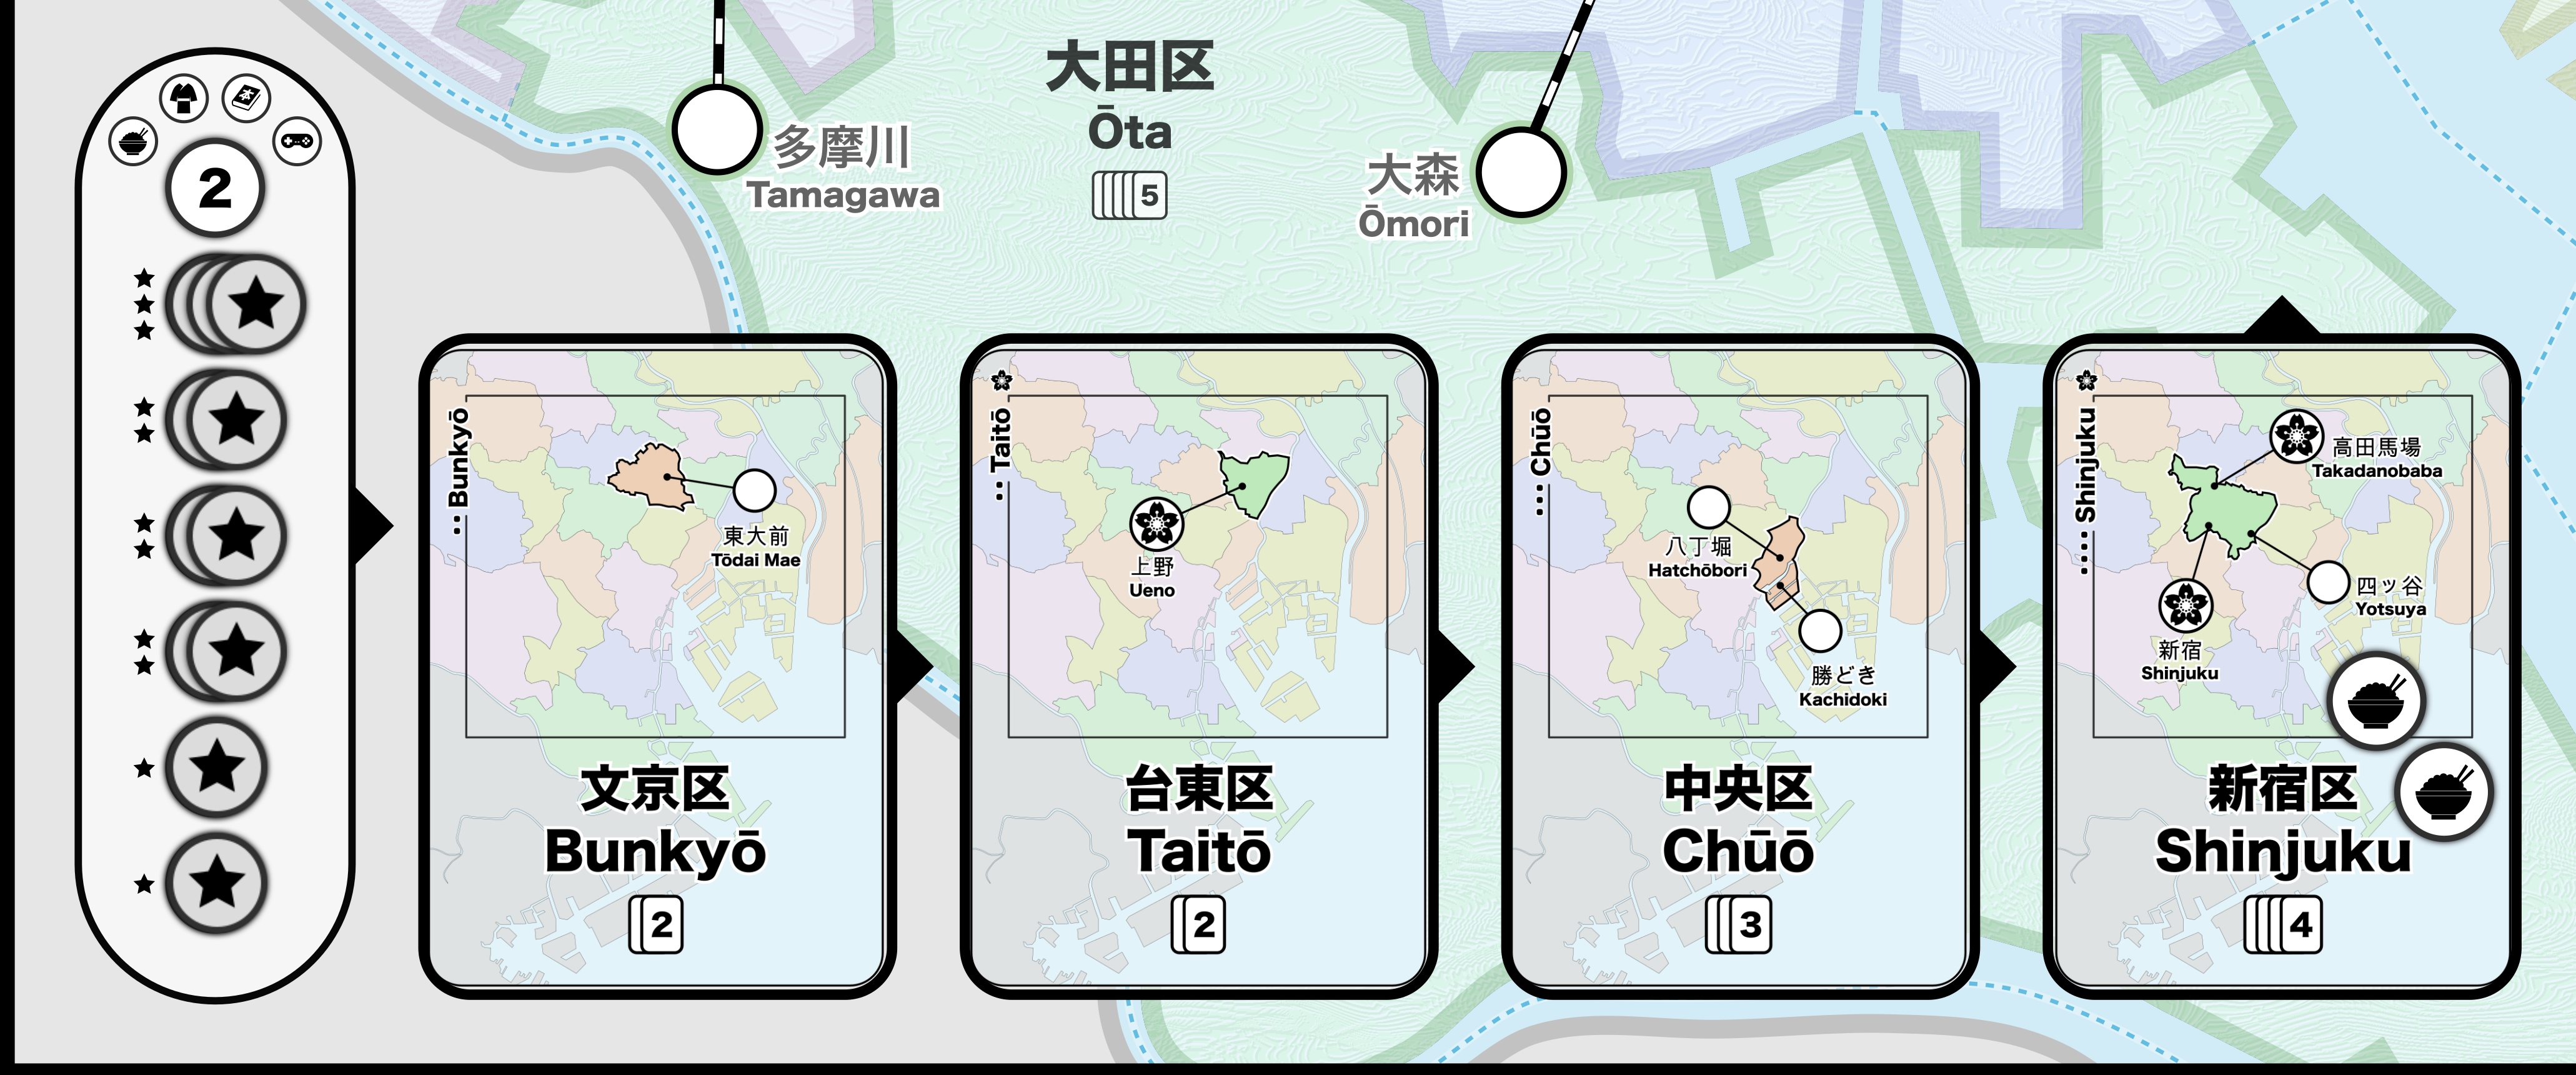 大田区
Ōta
5
多摩川
Tamagawa
大森
Ōmori
本
2
Bunkyō
東大前
Tōdai Mae
文京区
Bunkyō
2
Taitō
上野
Ueno
台東区
Taitō
2
Chūō
八丁堀
Hatchōbori
勝どき
Kachidoki
中央区
Chūō
3
Shinjuku
高田馬場
Takadanobaba
四ッ谷
Yotsuya
新宿
Shinjuku
新宿区
Shinjuku
4